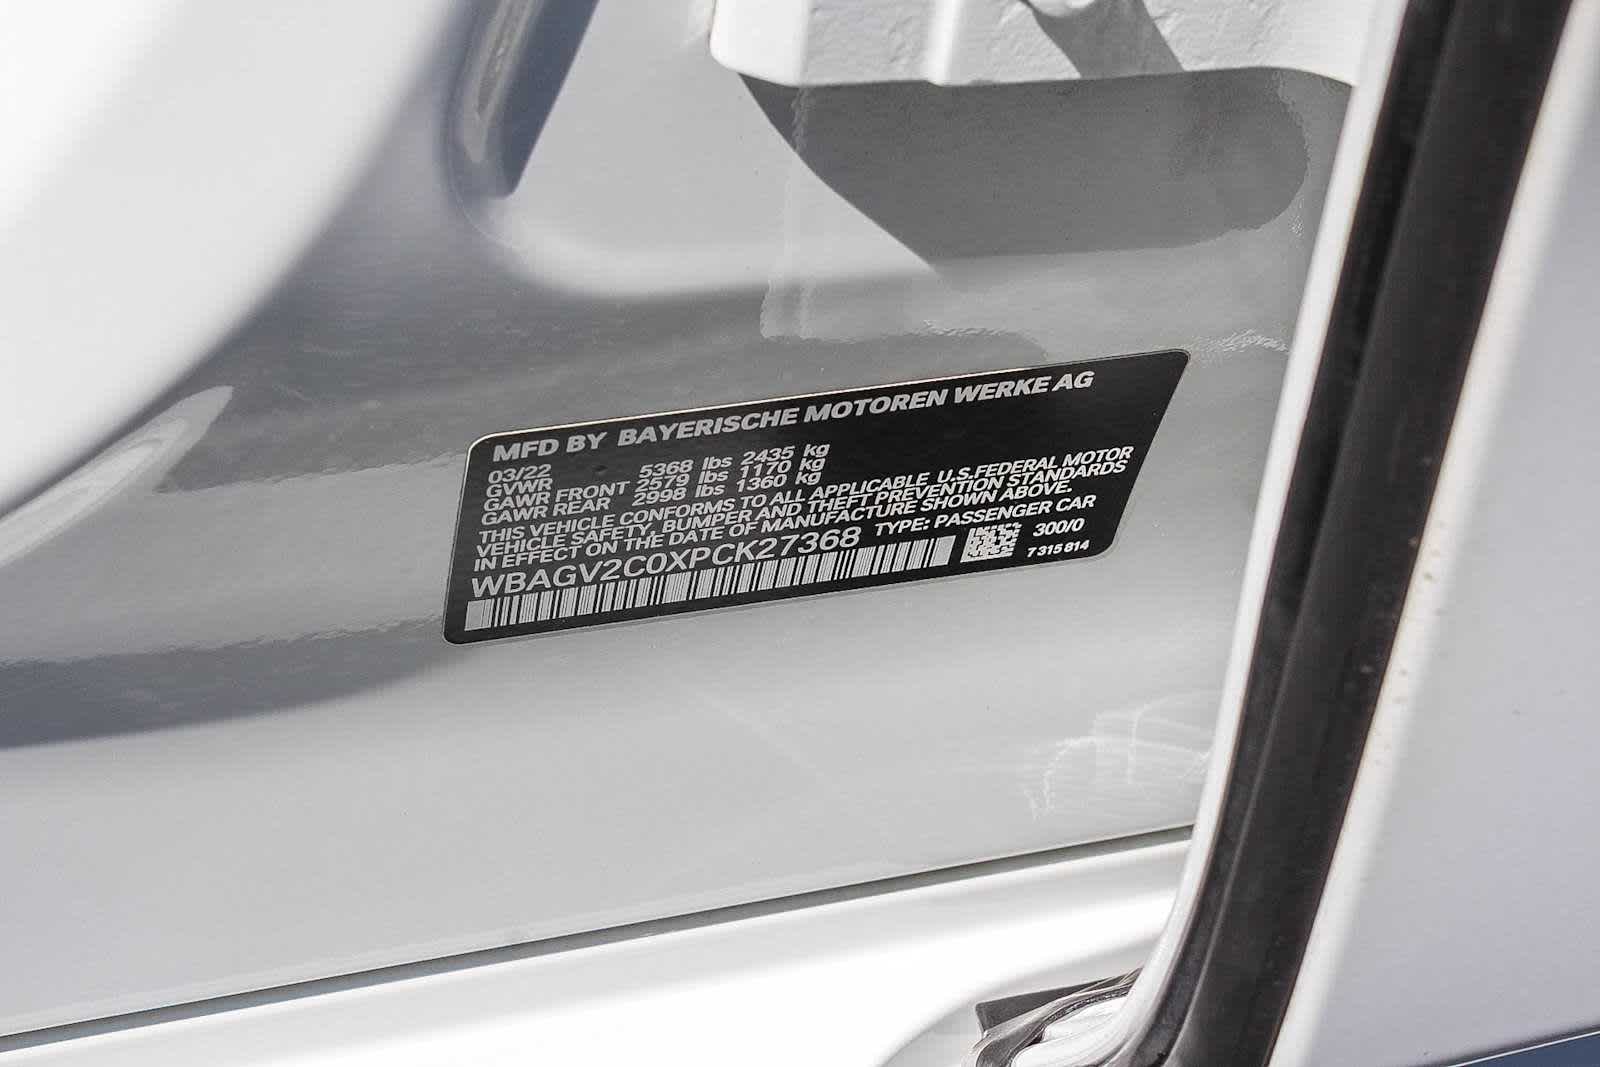 MFD BY BAYERISCHE MOTOREN WERKE AG
03/22
GVWR 5368 lbs 2435 kg
GAWR FRONT 2579 lbs 1170 kg
GAWR REAR 2998 lbs 1360 kg
THIS VEHICLE CONFORMS TO ALL APPLICABLE U.S.FEDERAL MOTOR
VEHICLE SAFETY, BUMPER AND THEFT PREVENTION STANDARDS
IN EFFECT ON THE DATE OF MANUFACTURE SHOWN ABOVE.
WBAGV2C0XPCK27368 TYPE: PASSENGER CAR
300/0
7 315 814